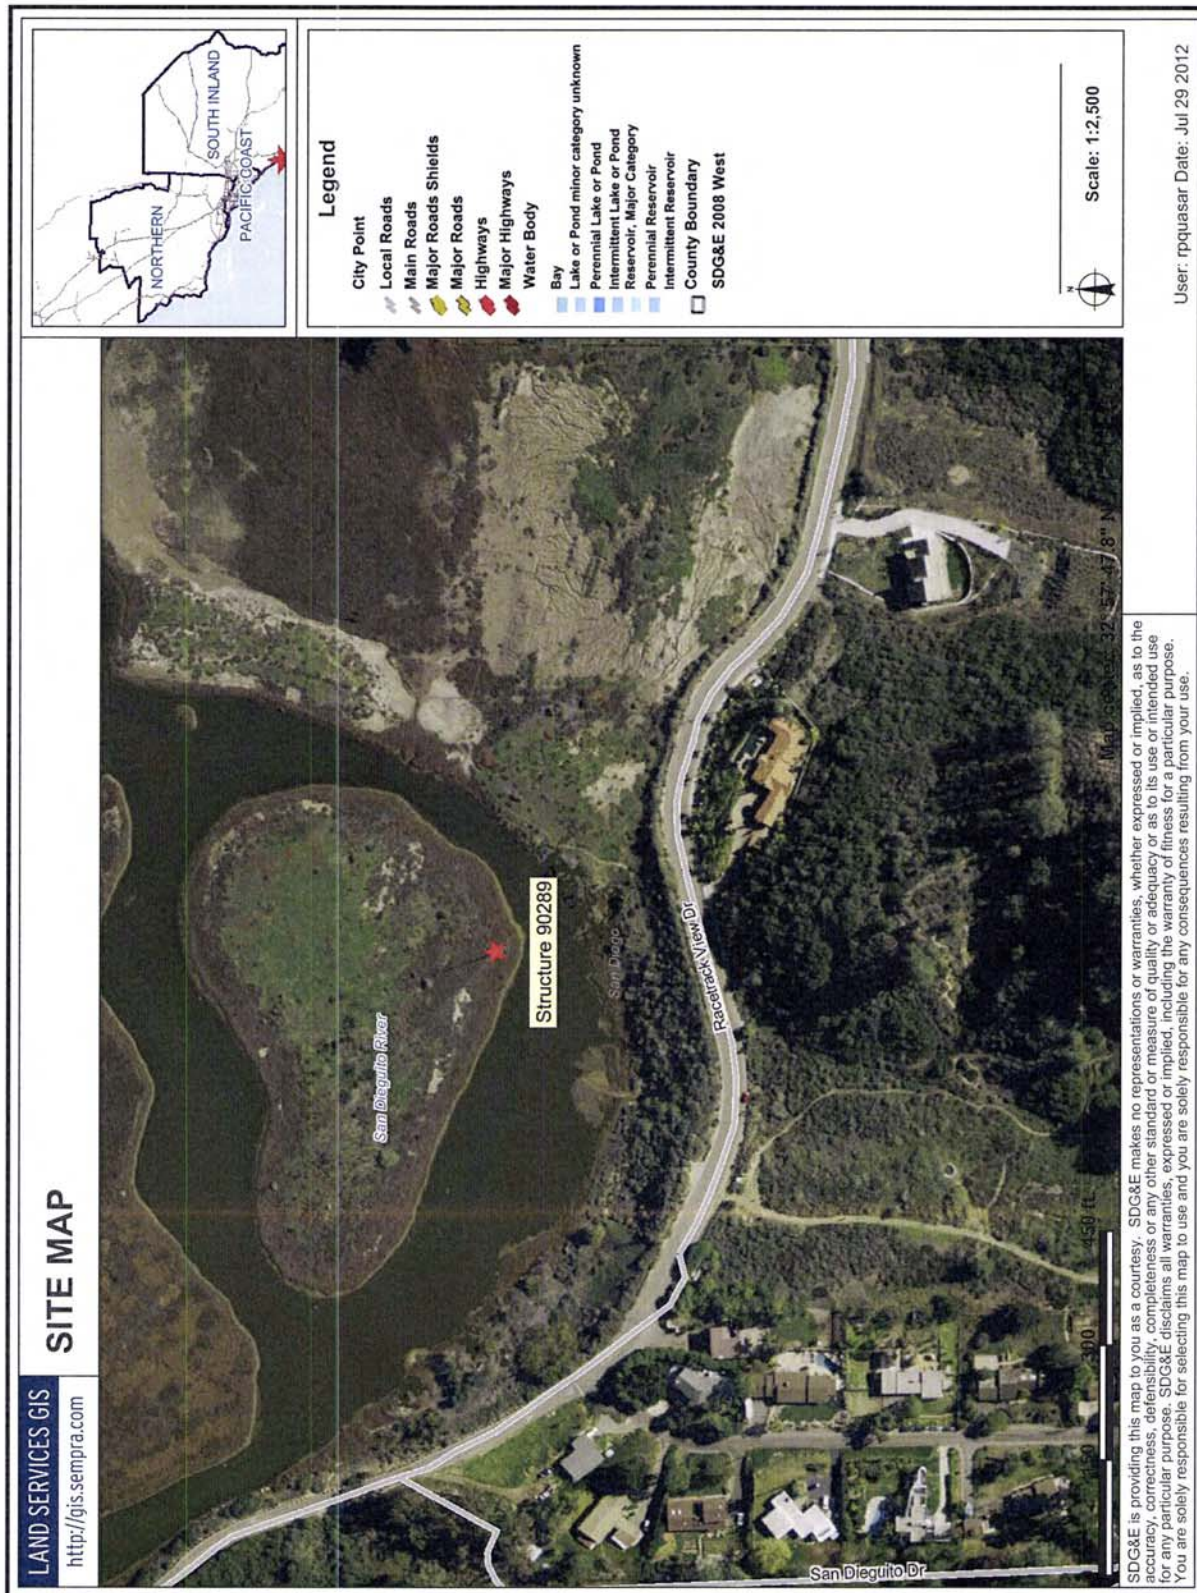 LAND SERVICES GIS
http://gis.sempra.com
SITE MAP
NORTHERN
SOUTH INLAND
PACIFIC COAST
San Dieguito River
Structure 90289
San Diego
Racetrack View Dr
San Dieguito Dr
450 ft
Legend
City Point
Local Roads
Main Roads
Major Roads Shields
Major Roads
Highways
Major Highways
Water Body
Bay
Lake or Pond minor category unknown
Perennial Lake or Pond
Intermittent Lake or Pond
Reservoir, Major Category
Perennial Reservoir
Intermittent Reservoir
County Boundary
SDG&E 2008 West
N
Scale: 1:2,500
SDG&E is providing this map to you as a courtesy. SDG&E makes no representations or warranties, whether expressed or implied, as to the
accuracy, correctness, defensibility, completeness or any other standard or measure of quality or adequacy or as to its use or intended use
for any particular purpose. SDG&E disclaims all warranties, expressed or implied, including the warranty of fitness for a particular purpose.
You are solely responsible for selecting this map to use and you are solely responsible for any consequences resulting from your use.
User: rpquasar Date: Jul 29 2012